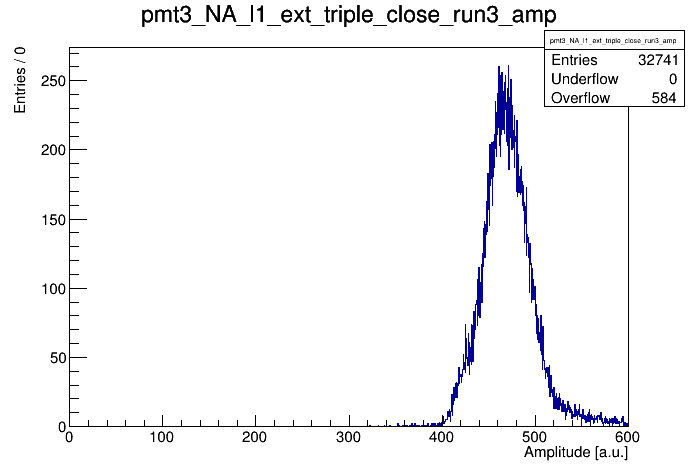 pmt3_NA_l1_ext_triple_close_run3_amp
pmt3_NA_l1_ext_triple_close_run3_amp
Entries 32741
Underflow 0
Overflow 584
Entries / 0
250
200
150
100
50
0
0 100 200 300 400 500 600
Amplitude [a.u.]